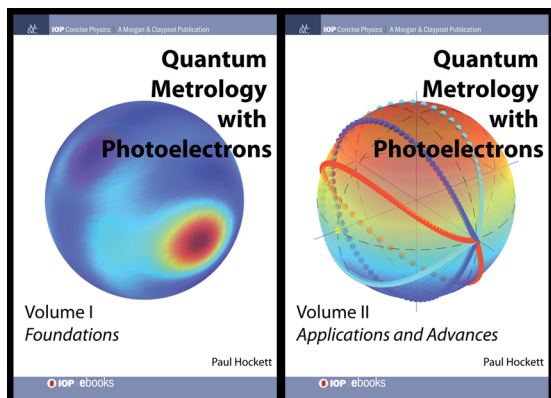 IOP Concise Physics | A Morgan & Claypool Publication
Quantum
Metrology
with
Photoelectrons
Volume I
Foundations
Paul Hockett
IOP ebooks
IOP Concise Physics | A Morgan & Claypool Publication
Quantum
Metrology
with
Photoelectrons
Volume II
Applications and Advances
Paul Hockett
IOP ebooks